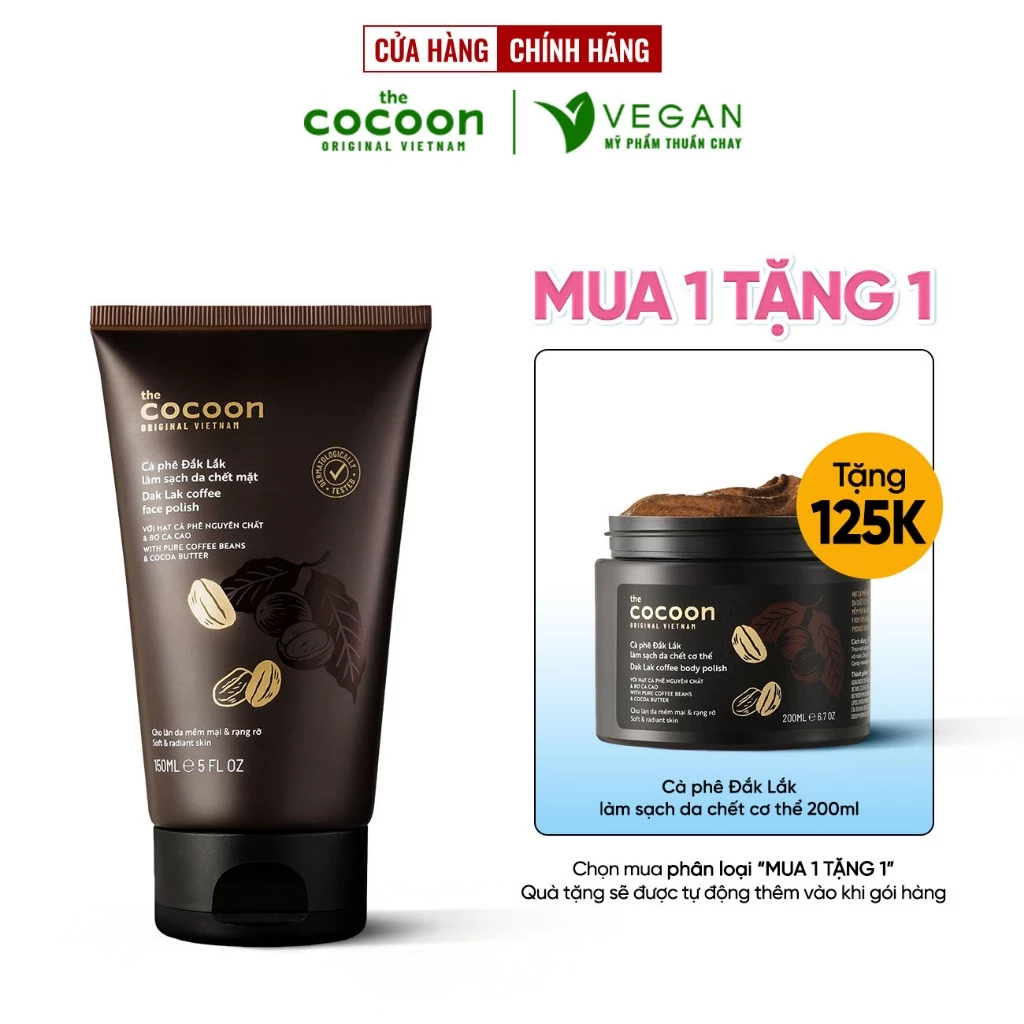 CỬA HÀNG CHÍNH HÃNG
the
cocoon
ORIGINAL VIETNAM
VEGAN
MỸ PHẨM THUẦN CHAY
MUA 1 TẶNG 1
the
cocoon
ORIGINAL VIETNAM
Cà phê Đắk Lắk
làm sạch da chết mặt
Dak Lak coffee
face polish
VỚI HẠT CÀ PHÊ NGUYÊN CHẤT
& BƠ CA CAO
WITH PURE COFFEE BEANS
& COCOA BUTTER
DERMATOLOGICALLY TESTED
Cho làn da mềm mại & rạng rỡ
Soft & radiant skin
150ML ℮ 5 FL OZ
Tặng
125K
the
cocoon
ORIGINAL VIETNAM
Cà phê Đắk Lắk
làm sạch da chết cơ thể
Dak Lak coffee body polish
VỚI HẠT CÀ PHÊ NGUYÊN CHẤT
& BƠ CA CAO
WITH PURE COFFEE BEANS
& COCOA BUTTER
Cho làn da mềm mại & rạng rỡ
Soft & radiant skin
200ML ℮ 6.7 OZ
Cà phê Đắk Lắk
làm sạch da chết cơ thể 200ml
Chọn mua phân loại "MUA 1 TẶNG 1"
Quà tặng sẽ được tự động thêm vào khi gói hàng